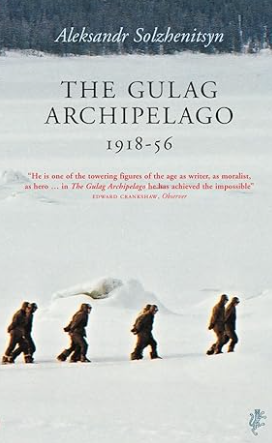 Aleksandr Solzhenitsyn
THE GULAG
ARCHIPELAGO
1918-56
"He is one of the towering figures of the age as writer, as moralist,
as hero ... in The Gulag Archipelago he has achieved the impossible"
EDWARD CRANKSHAW, Observer